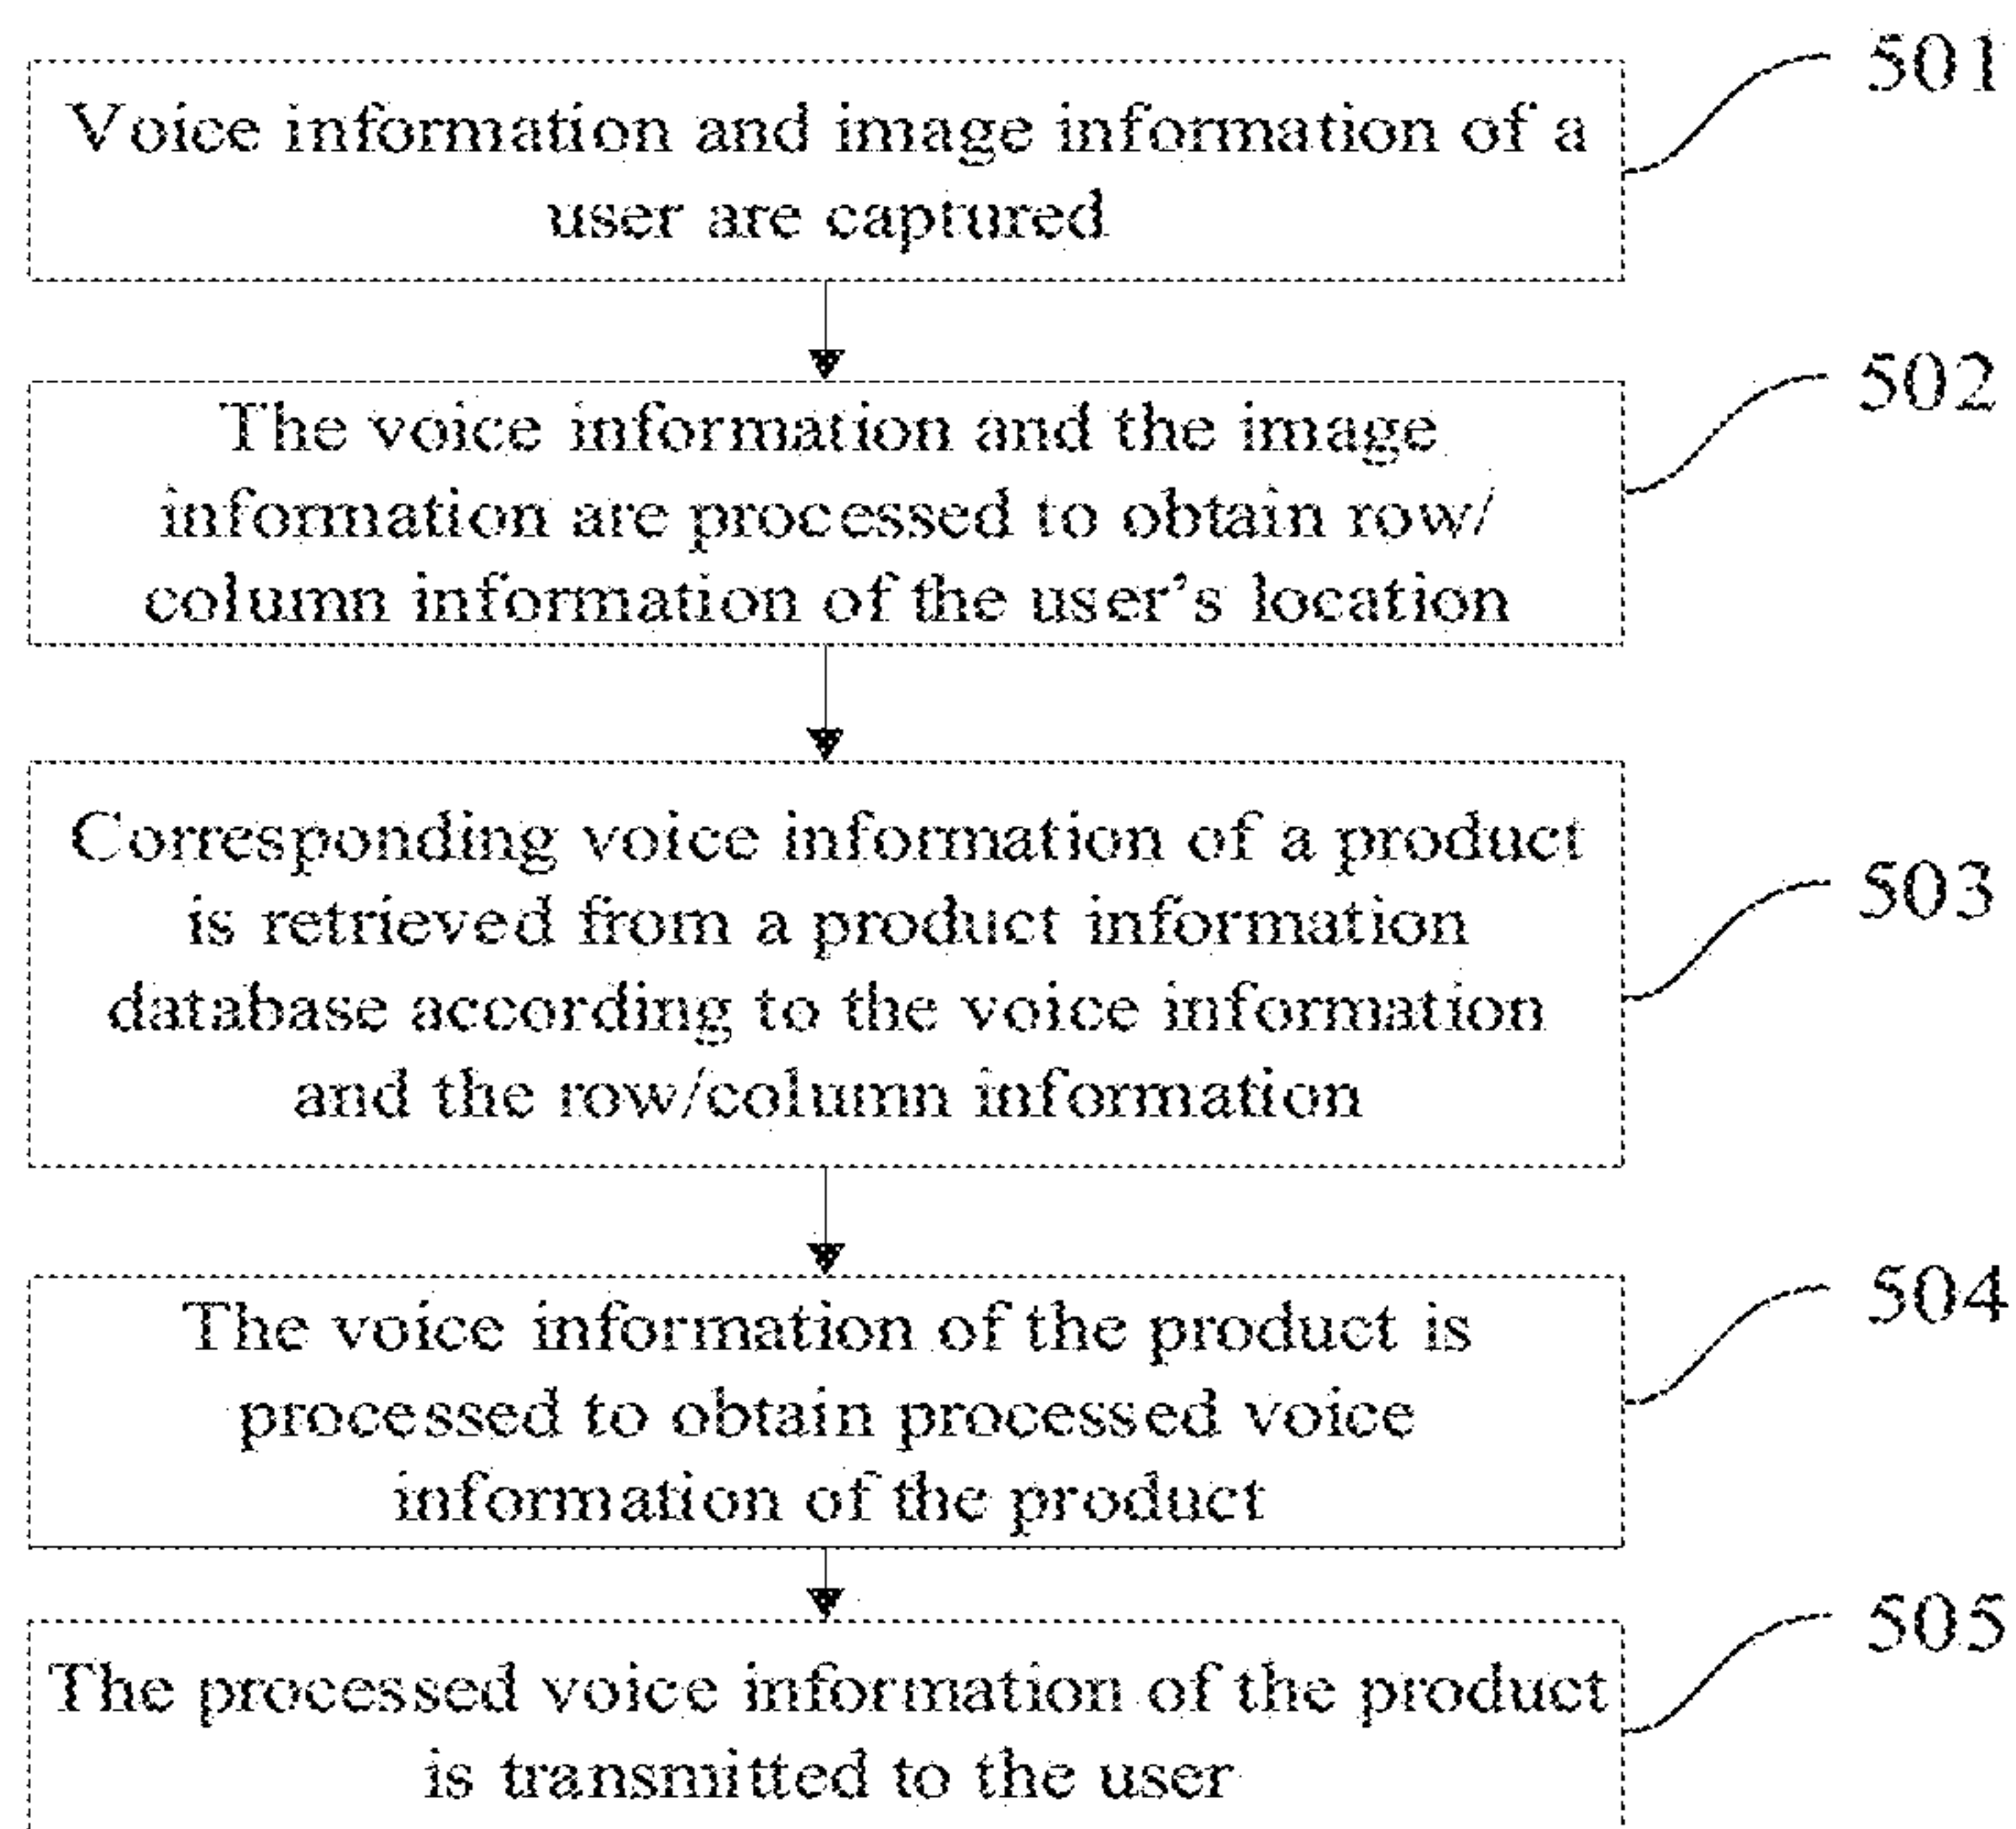 501
Voice information and image information of a
user are captured
502
The voice information and the image
information are processed to obtain row/
column information of the user's location
503
Corresponding voice information of a product
is retrieved from a product information
database according to the voice information
and the row/column information
504
The voice information of the product is
processed to obtain processed voice
information of the product
505
The processed voice information of the product
is transmitted to the user